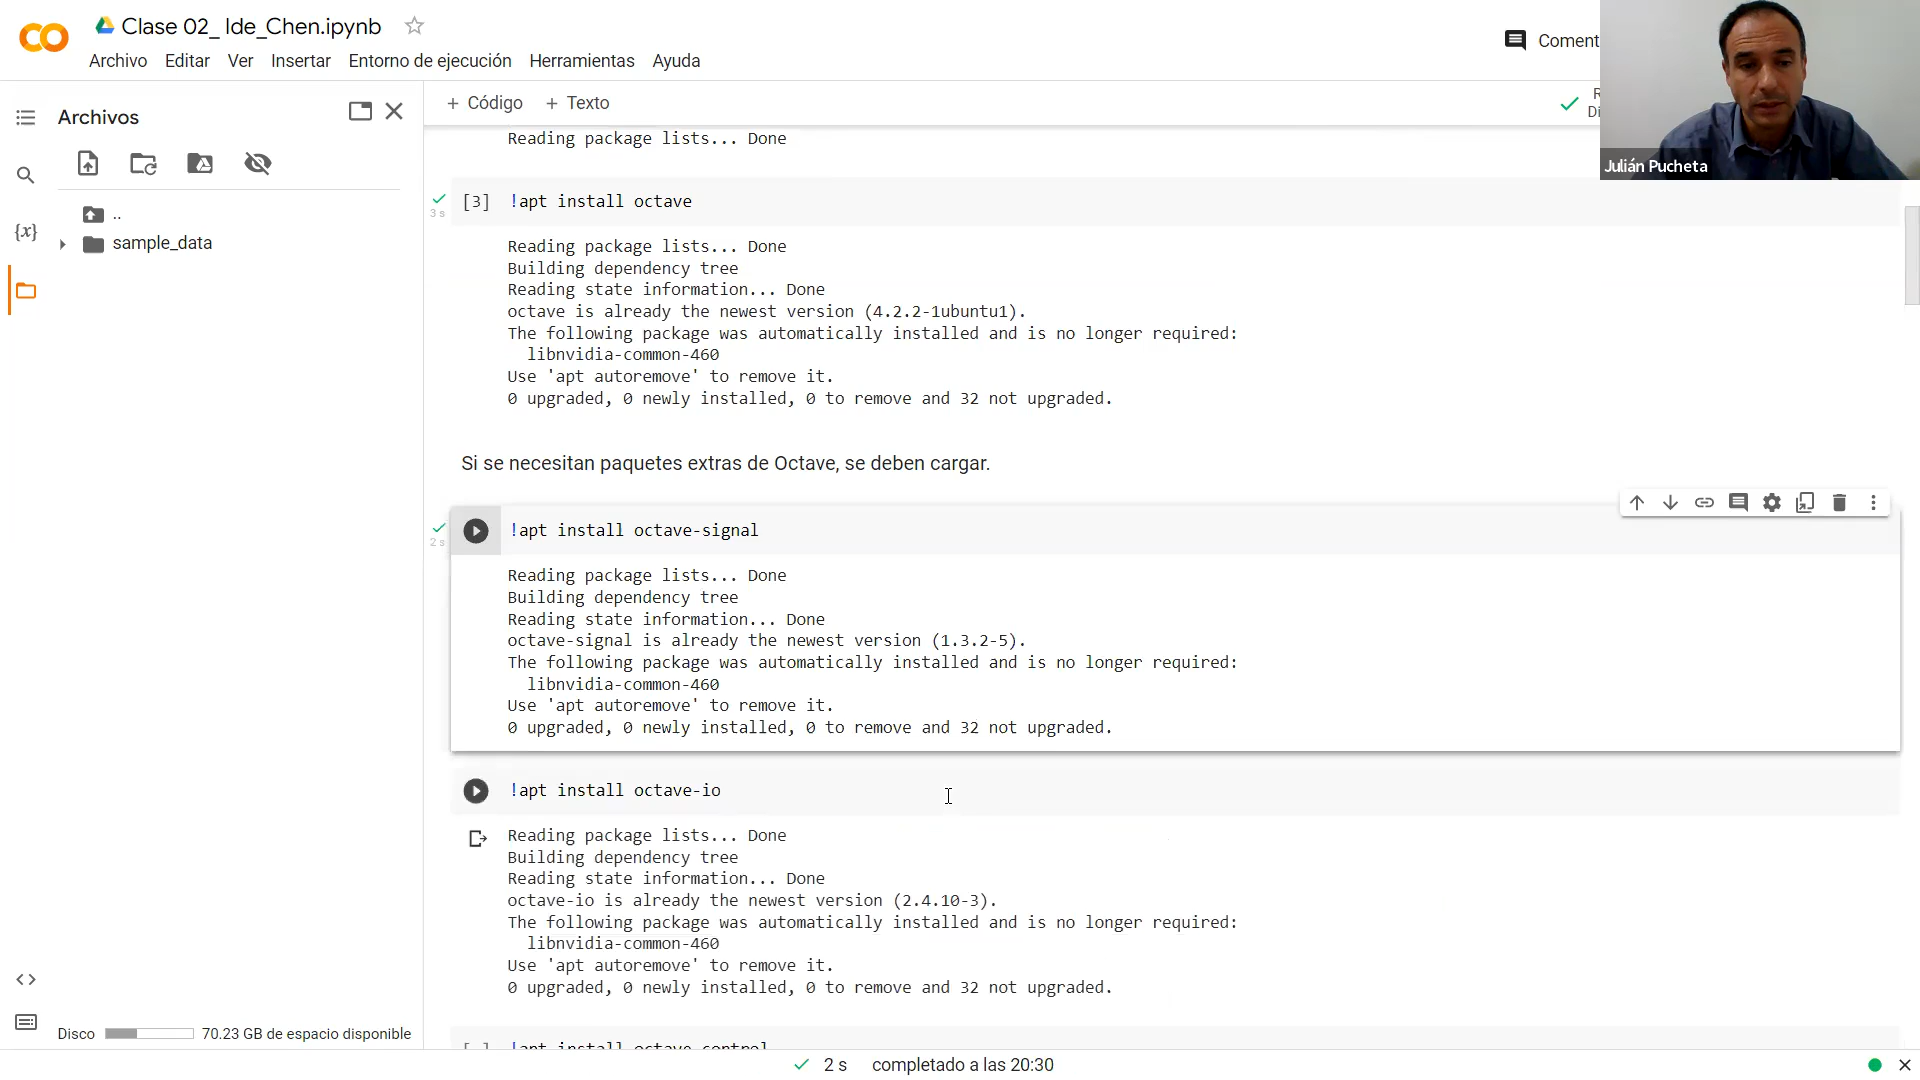 Clase 02_ Ide_Chen.ipynb
Archivo Editar Ver Insertar Entorno de ejecución Herramientas Ayuda
Coment
Julián Pucheta
Archivos
..
sample_data
{x}
Disco 70.23 GB de espacio disponible
+ Código + Texto
R
Di
Reading package lists... Done
3 s
[3] !apt install octave
Reading package lists... Done
Building dependency tree
Reading state information... Done
octave is already the newest version (4.2.2-1ubuntu1).
The following package was automatically installed and is no longer required:
libnvidia-common-460
Use 'apt autoremove' to remove it.
0 upgraded, 0 newly installed, 0 to remove and 32 not upgraded.
Si se necesitan paquetes extras de Octave, se deben cargar.
2 s
!apt install octave-signal
Reading package lists... Done
Building dependency tree
Reading state information... Done
octave-signal is already the newest version (1.3.2-5).
The following package was automatically installed and is no longer required:
libnvidia-common-460
Use 'apt autoremove' to remove it.
0 upgraded, 0 newly installed, 0 to remove and 32 not upgraded.
!apt install octave-io
Reading package lists... Done
Building dependency tree
Reading state information... Done
octave-io is already the newest version (2.4.10-3).
The following package was automatically installed and is no longer required:
libnvidia-common-460
Use 'apt autoremove' to remove it.
0 upgraded, 0 newly installed, 0 to remove and 32 not upgraded.
[ ] !apt install octave-control
2 s completado a las 20:30